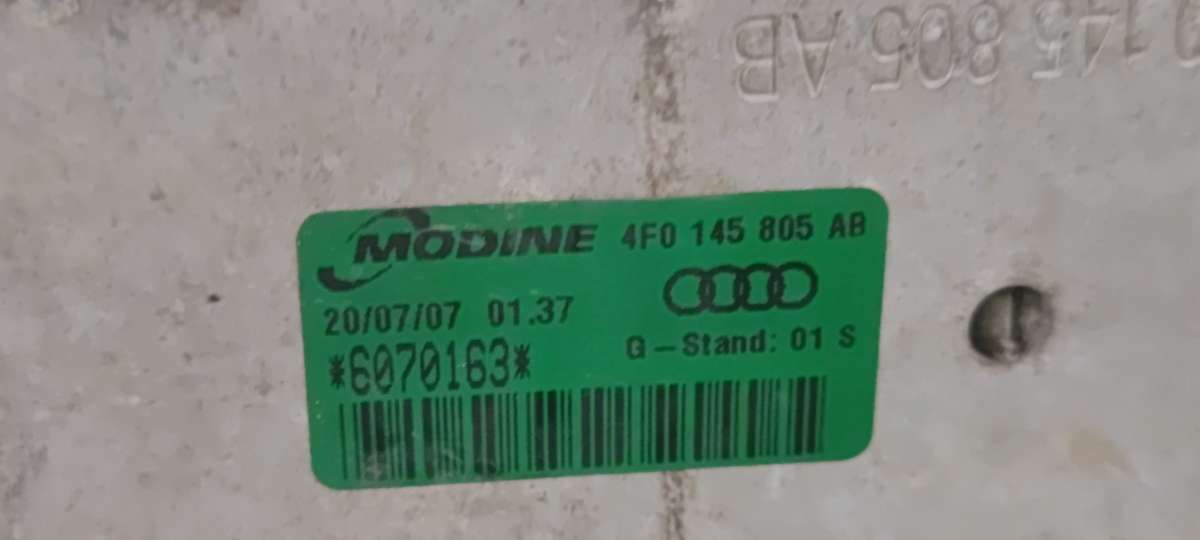 145 805 AB
MODINE 4F0 145 805 AB
20/07/07 01.37
G-Stand: 01 S
*6070163*